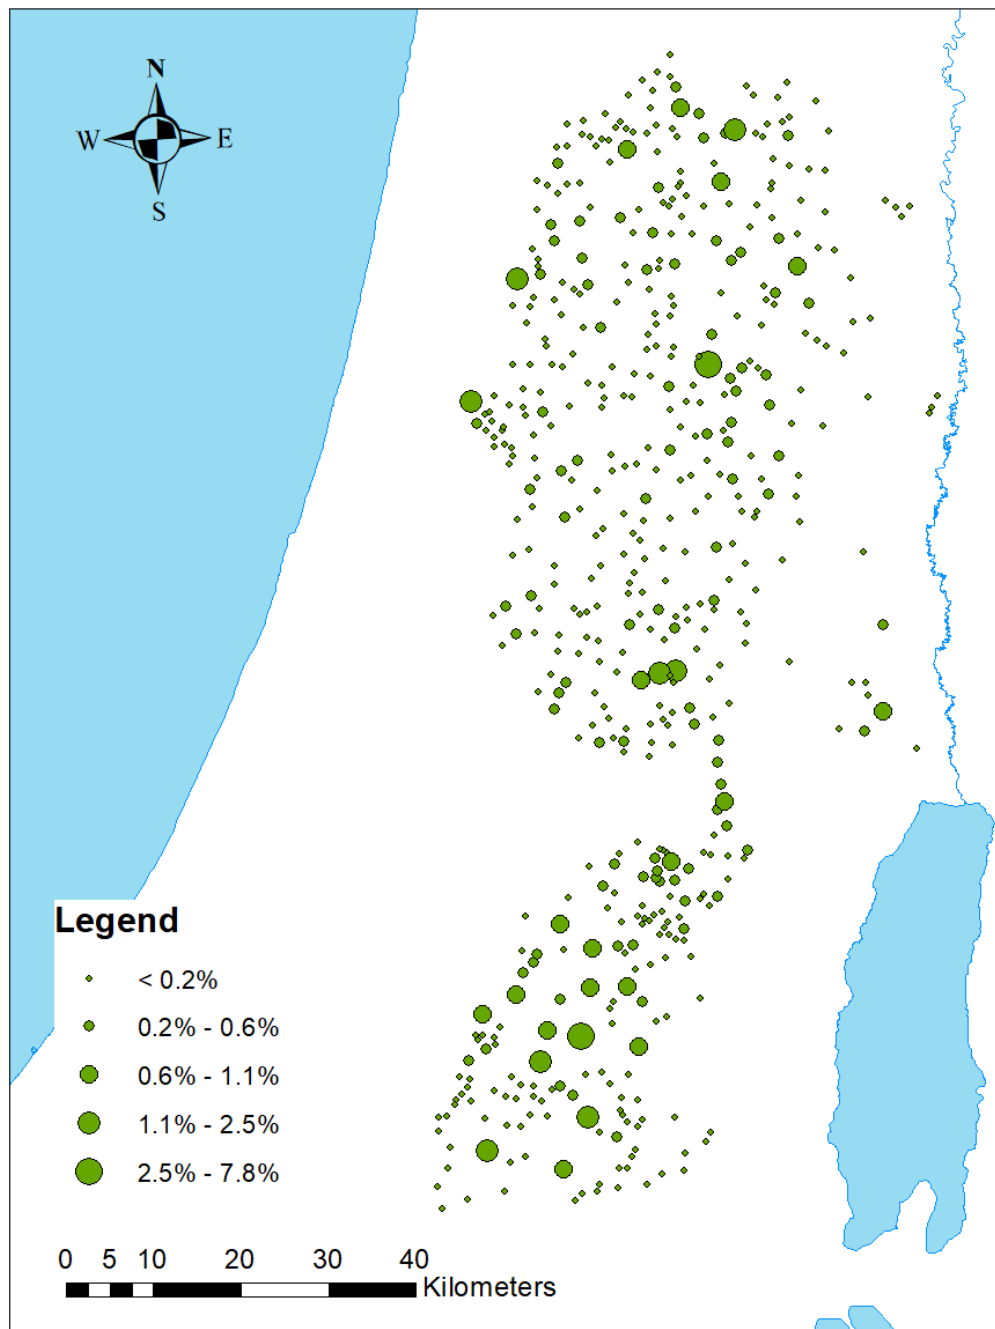 N
W E
S
Legend
< 0.2%
0.2% - 0.6%
0.6% - 1.1%
1.1% - 2.5%
2.5% - 7.8%
0 5 10 20 30 40
Kilometers